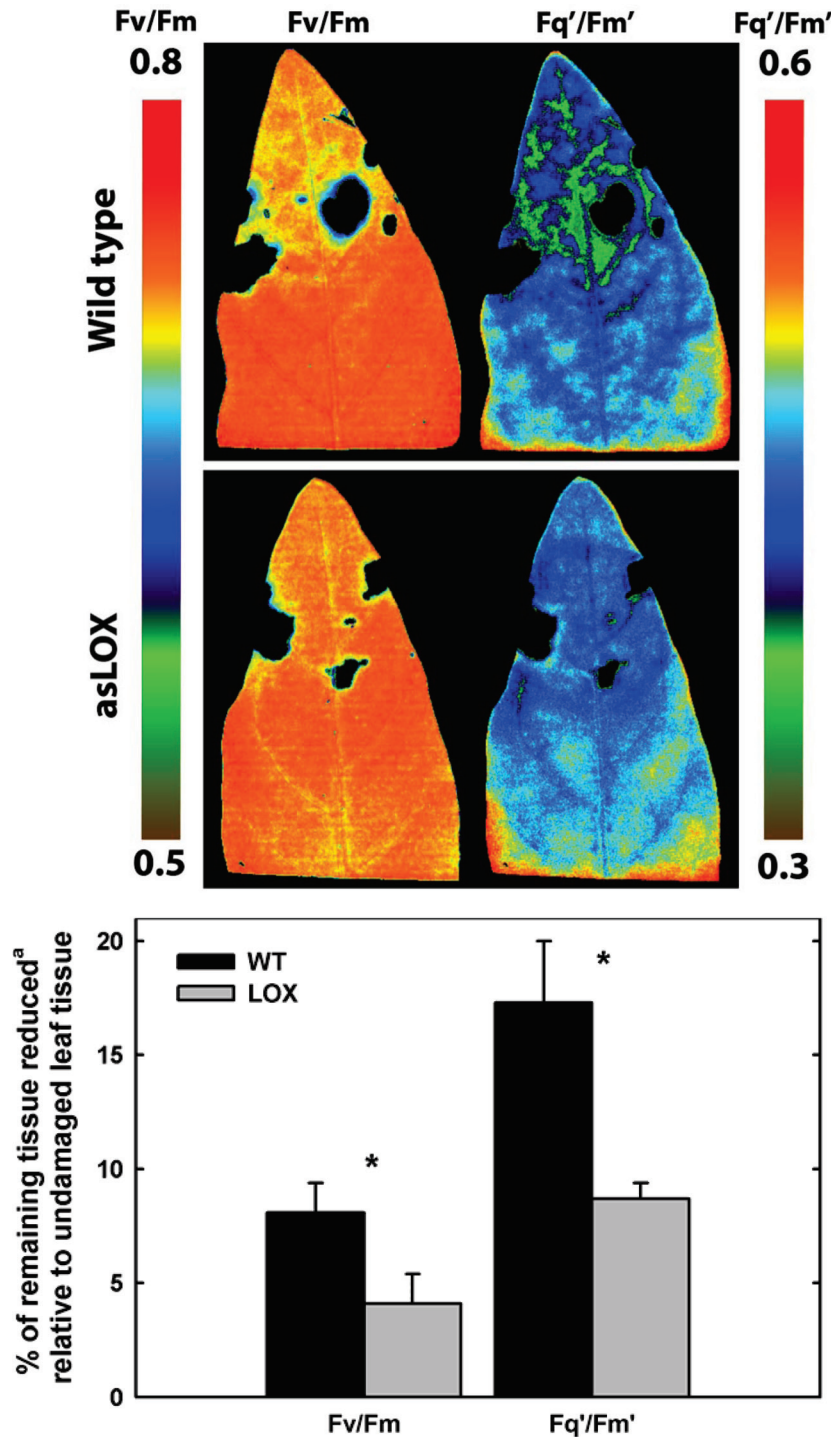 Fv/Fm Fv/Fm Fq’/Fm’ Fq’/Fm’
0.8 0.6
Wild type
asLOX
0.5 0.3
% of remaining tissue reducedᵃ
relative to undamaged leaf tissue
20
15
10
5
0
WT
LOX
*
*
Fv/Fm Fq'/Fm'